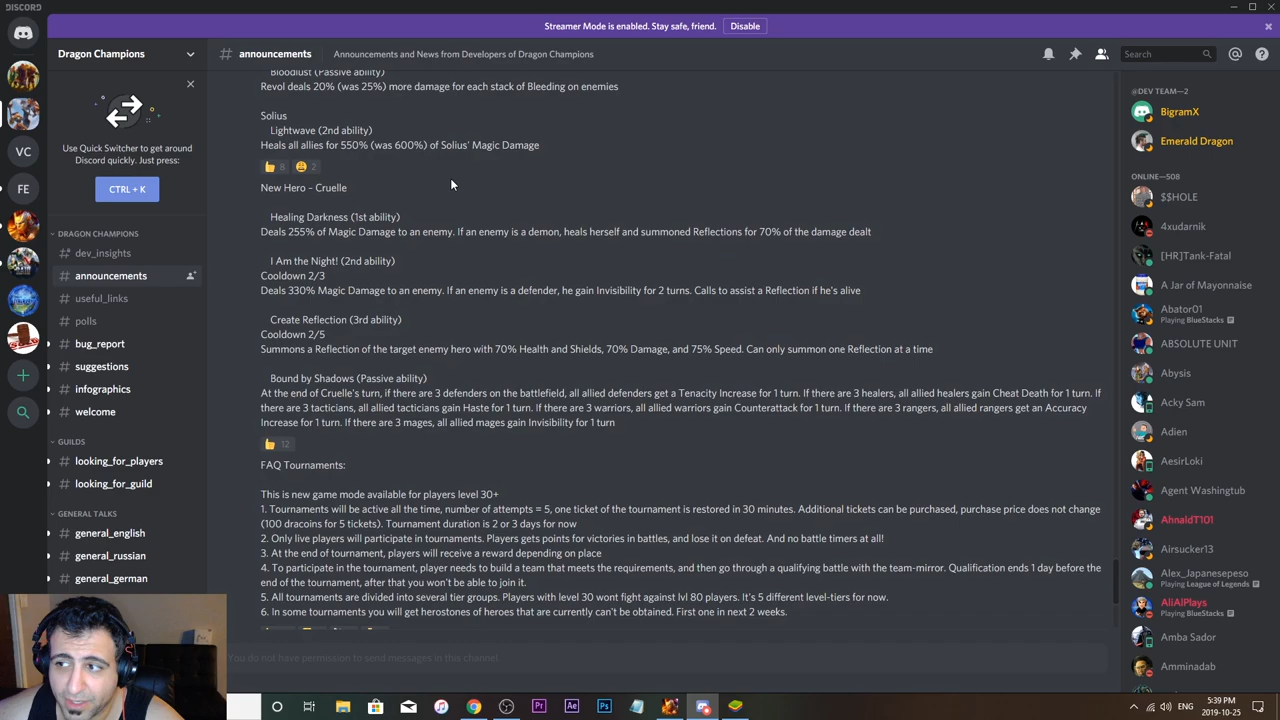 DISCORD
Streamer Mode is enabled. Stay safe, friend. Disable
Dragon Champions
# announcements Announcements and News from Developers of Dragon Champions
Search
Use Quick Switcher to get around
Discord quickly. Just press:
CTRL + K
VC
FE
DRAGON CHAMPIONS
# dev_insights
# announcements
# useful_links
# polls
# bug_report
# suggestions
# infographics
# welcome
GUILDS
# looking_for_players
# looking_for_guild
GENERAL TALKS
# general_english
# general_russian
# general_german
Bloodlust (Passive ability)
Revol deals 20% (was 25%) more damage for each stack of Bleeding on enemies
Solius
Lightwave (2nd ability)
Heals all allies for 550% (was 600%) of Solius' Magic Damage
8 2
New Hero – Cruelle
Healing Darkness (1st ability)
Deals 255% of Magic Damage to an enemy. If an enemy is a demon, heals herself and summoned Reflections for 70% of the damage dealt
I Am the Night! (2nd ability)
Cooldown 2/3
Deals 330% Magic Damage to an enemy. If an enemy is a defender, he gain Invisibility for 2 turns. Calls to assist a Reflection if he's alive
Create Reflection (3rd ability)
Cooldown 2/5
Summons a Reflection of the target enemy hero with 70% Health and Shields, 70% Damage, and 75% Speed. Can only summon one Reflection at a time
Bound by Shadows (Passive ability)
At the end of Cruelle's turn, if there are 3 defenders on the battlefield, all allied defenders get a Tenacity Increase for 1 turn. If there are 3 healers, all allied healers gain Cheat Death for 1 turn. If
there are 3 tacticians, all allied tacticians gain Haste for 1 turn. If there are 3 warriors, all allied warriors gain Counterattack for 1 turn. If there are 3 rangers, all allied rangers get an Accuracy
Increase for 1 turn. If there are 3 mages, all allied mages gain Invisibility for 1 turn
12
FAQ Tournaments:
This is new game mode available for players level 30+
1. Tournaments will be active all the time, number of attempts = 5, one ticket of the tournament is restored in 30 minutes. Additional tickets can be purchased, purchase price does not change
(100 dracoins for 5 tickets). Tournament duration is 2 or 3 days for now
2. Only live players will participate in tournaments. Players gets points for victories in battles, and lose it on defeat. And no battle timers at all!
3. At the end of tournament, players will receive a reward depending on place
4. To participate in the tournament, player needs to build a team that meets the requirements, and then go through a qualifying battle with the team-mirror. Qualification ends 1 day before the
end of the tournament, after that you won't be able to join it.
5. All tournaments are divided into several tier groups. Players with level 30 wont fight against lvl 80 players. It's 5 different level-tiers for now.
6. In some tournaments you will get herostones of heroes that are currently can't be obtained. First one in next 2 weeks.
You do not have permission to send messages in this channel.
@DEV TEAM—2
BigramX
Emerald Dragon
ONLINE—508
$$HOLE
4xudarnik
[HR]Tank-Fatal
A Jar of Mayonnaise
Abator01
Playing BlueStacks
ABSOLUTE UNIT
Abysis
Acky Sam
Adien
AesirLoki
Agent Washingtub
AhnaldT101
Airsucker13
Alex_Japanesepeso
Playing League of Legends
AliAlPlays
Playing BlueStacks
Amba Sador
Amminadab
Pr Ae Ps
ENG
5:39 PM
2019-10-25